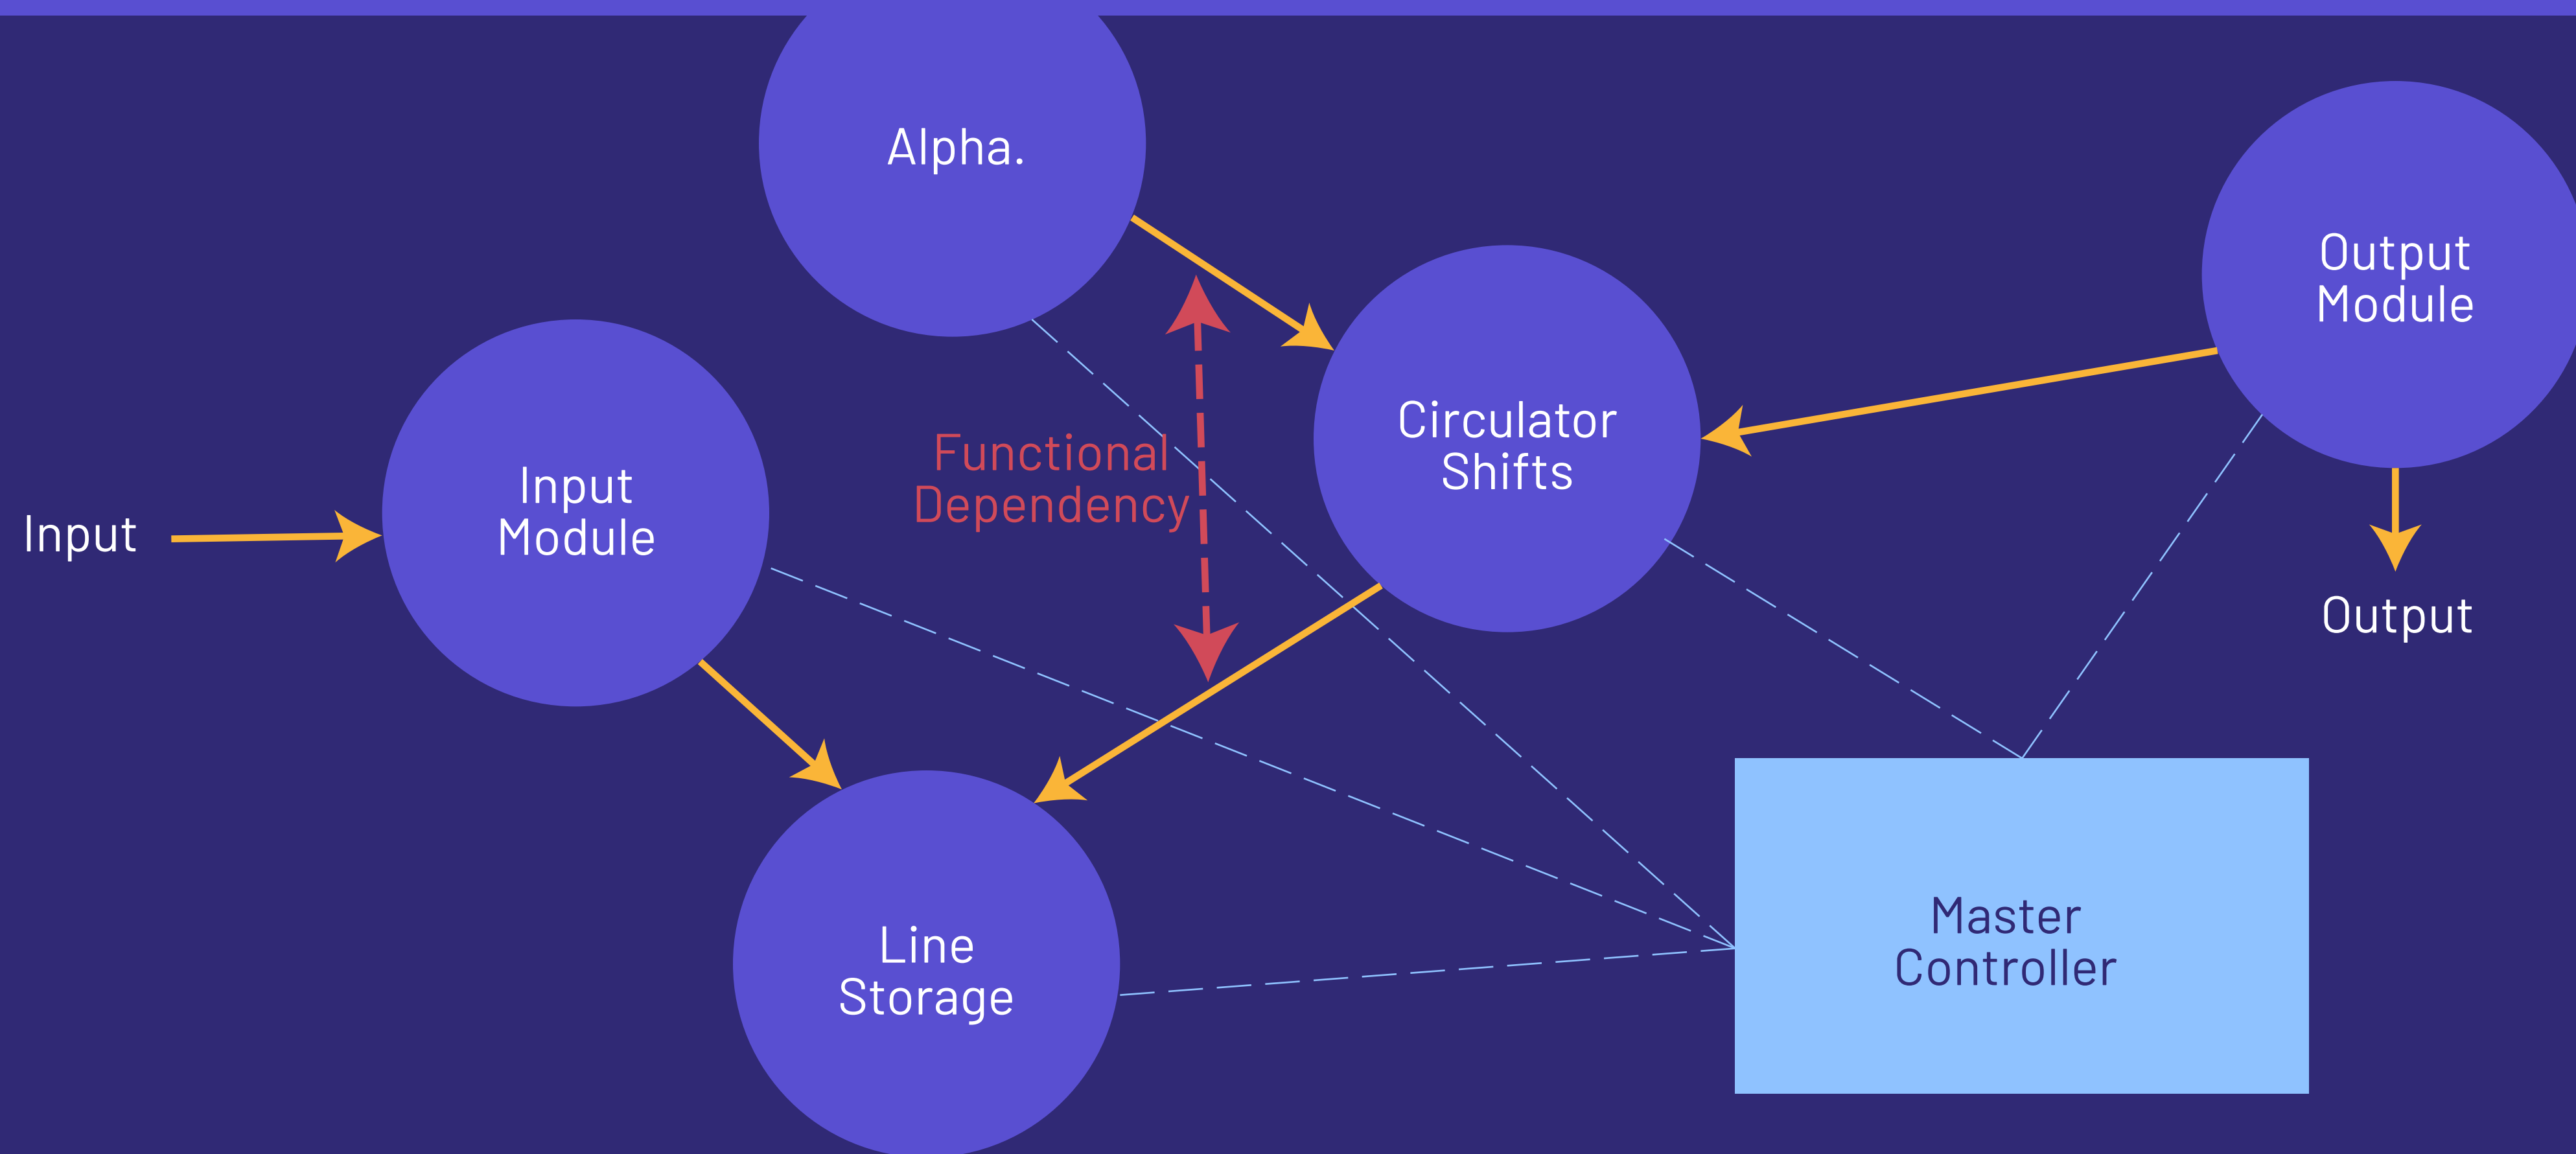 Alpha.
Output
Module
Circulator
Shifts
Functional
Dependency
Input
Module
Input
Output
Line
Storage
Master
Controller